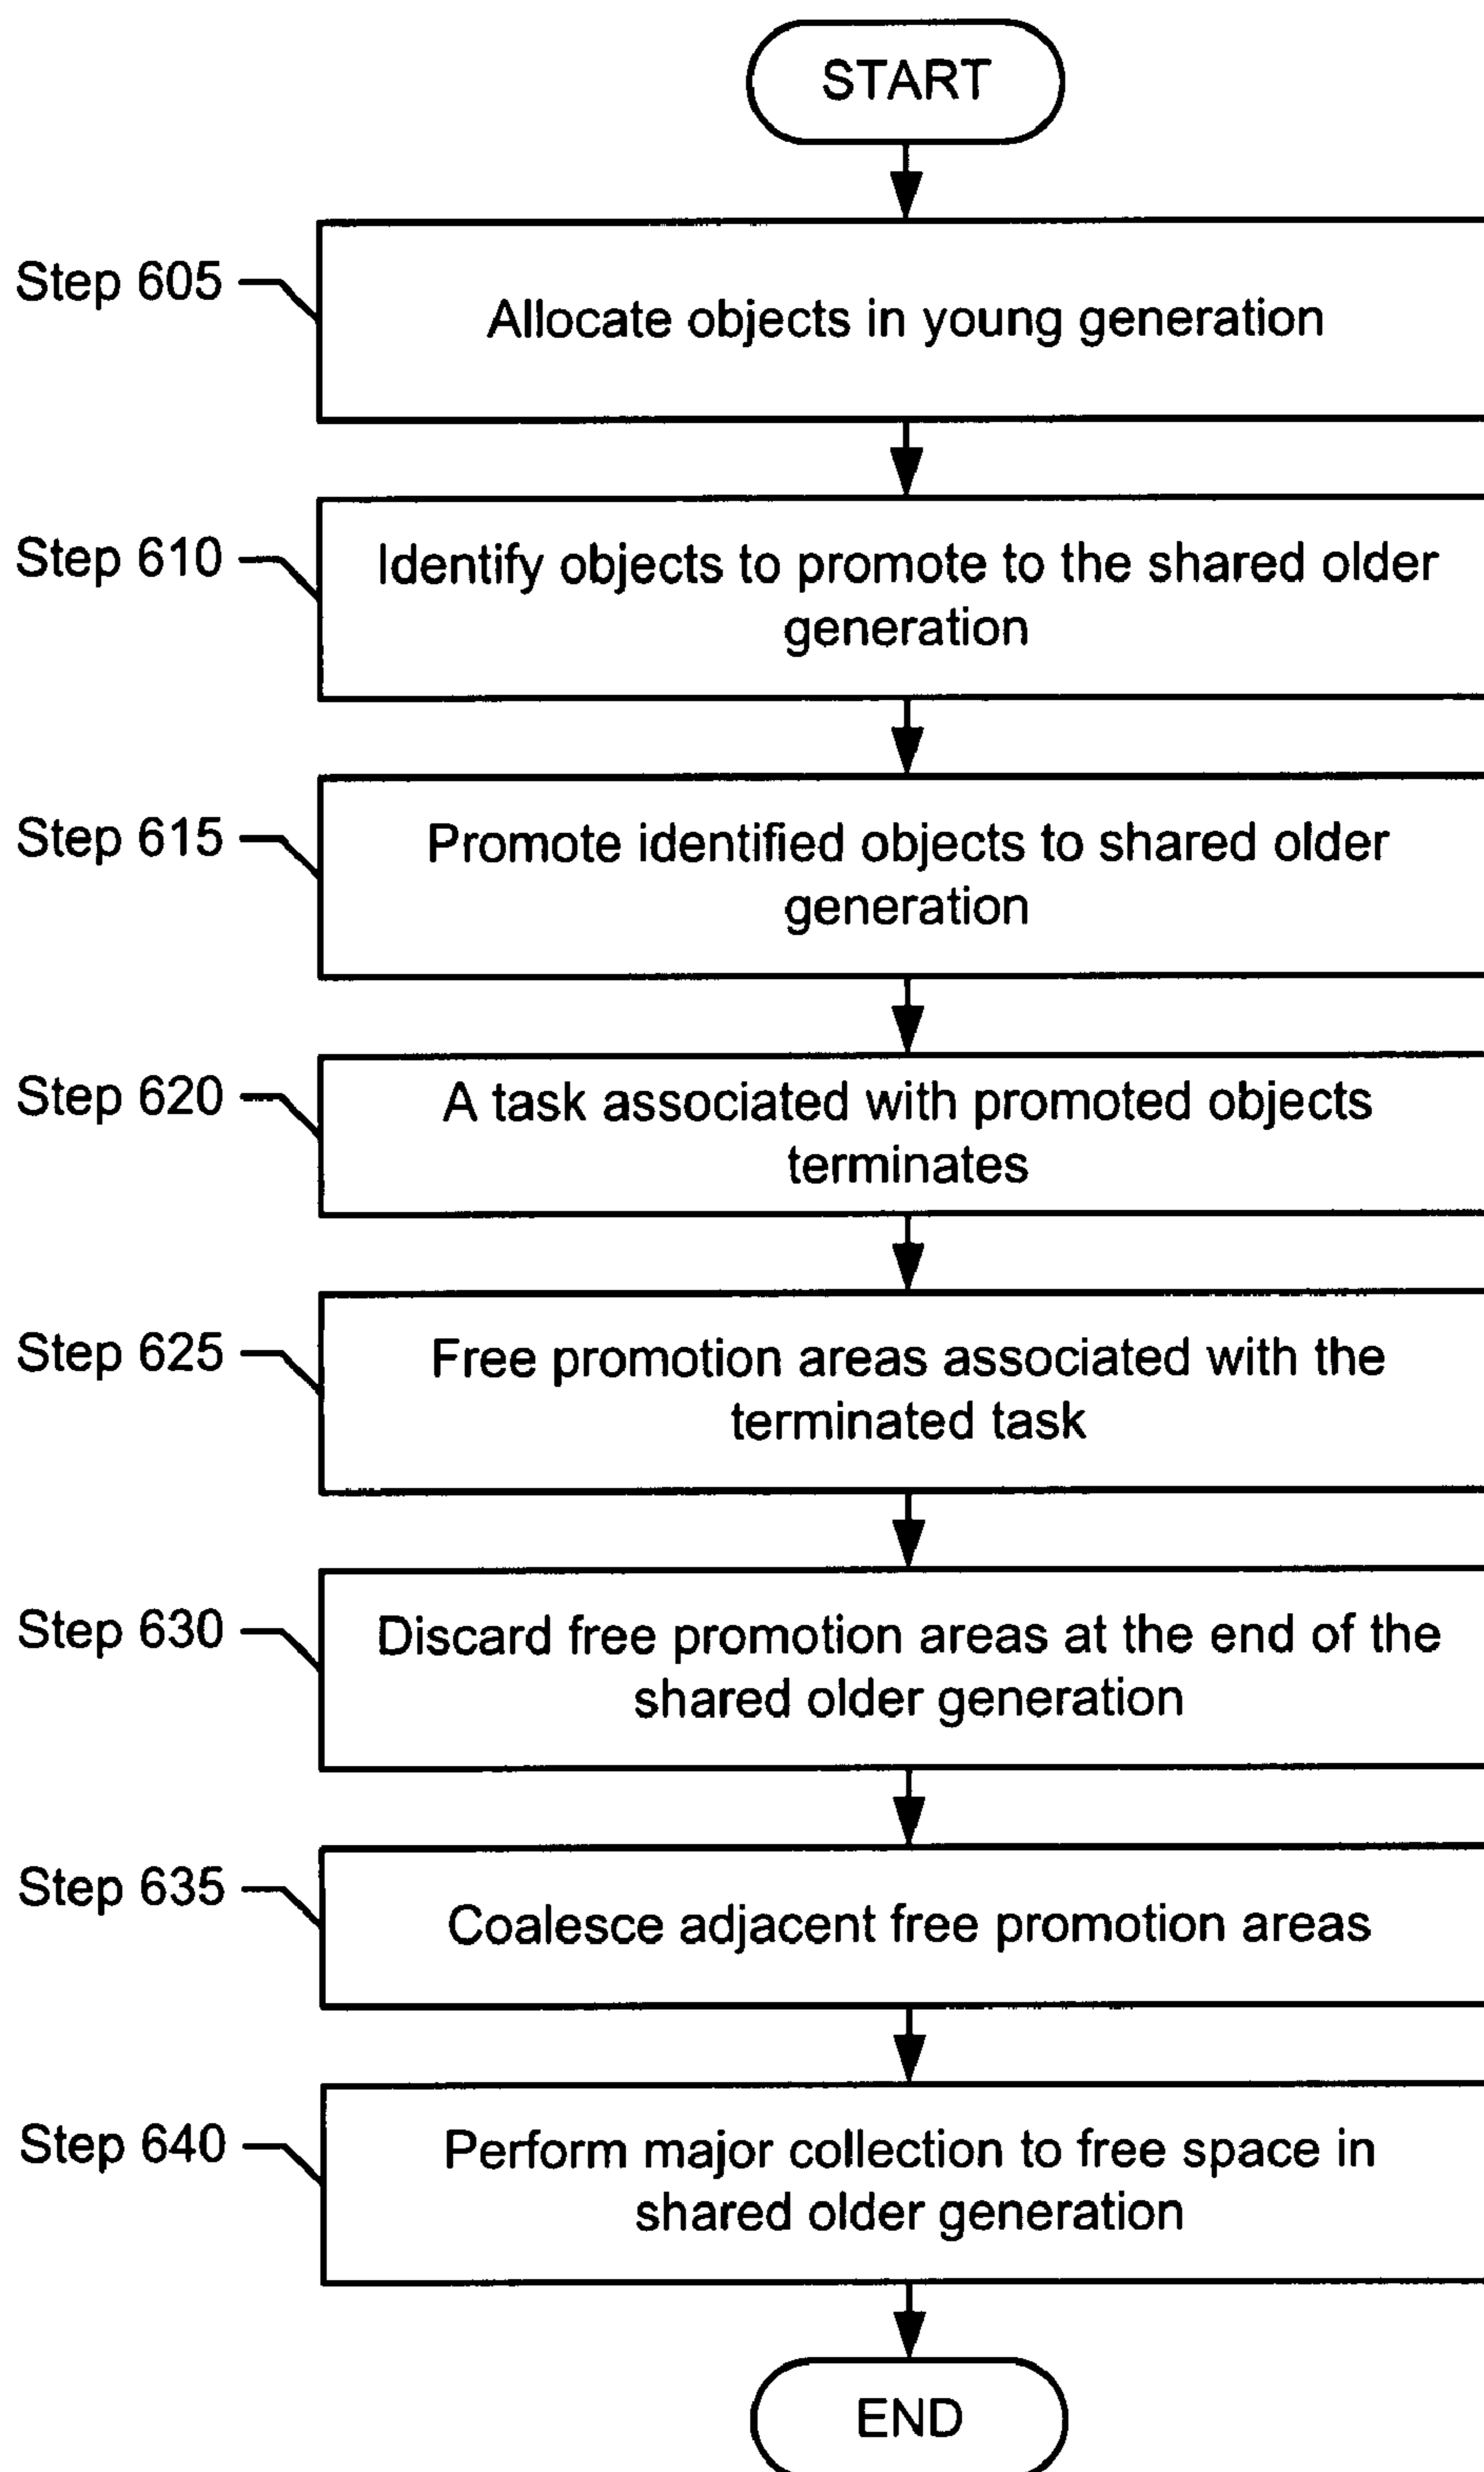 START
Step 605
Allocate objects in young generation
Step 610
Identify objects to promote to the shared older
generation
Step 615
Promote identified objects to shared older
generation
Step 620
A task associated with promoted objects
terminates
Step 625
Free promotion areas associated with the
terminated task
Step 630
Discard free promotion areas at the end of the
shared older generation
Step 635
Coalesce adjacent free promotion areas
Step 640
Perform major collection to free space in
shared older generation
END